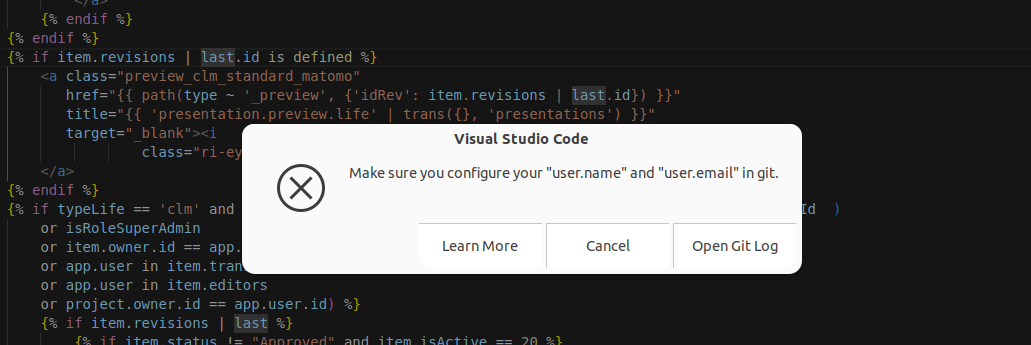 </a>
{% endif %}
{% endif %}
{% if item.revisions | last.id is defined %}
<a class="preview_clm_standard_matomo"
href="{{ path(type ~ '_preview', {'idRev': item.revisions | last.id}) }}"
title="{{ 'presentation.preview.life' | trans({}, 'presentations') }}"
target="_blank"><i
class="ri-ey
</a>
{% endif %}
{% if typeLife == 'clm' and
Id )
or isRoleSuperAdmin
or item.owner.id == app.
or app.user in item.tran
or app.user in item.editors
or project.owner.id == app.user.id) %}
{% if item.revisions | last %}
{% if item.status != "Approved" and item.isActive == 20 %}
Visual Studio Code
Make sure you configure your "user.name" and "user.email" in git.
Learn More
Cancel
Open Git Log